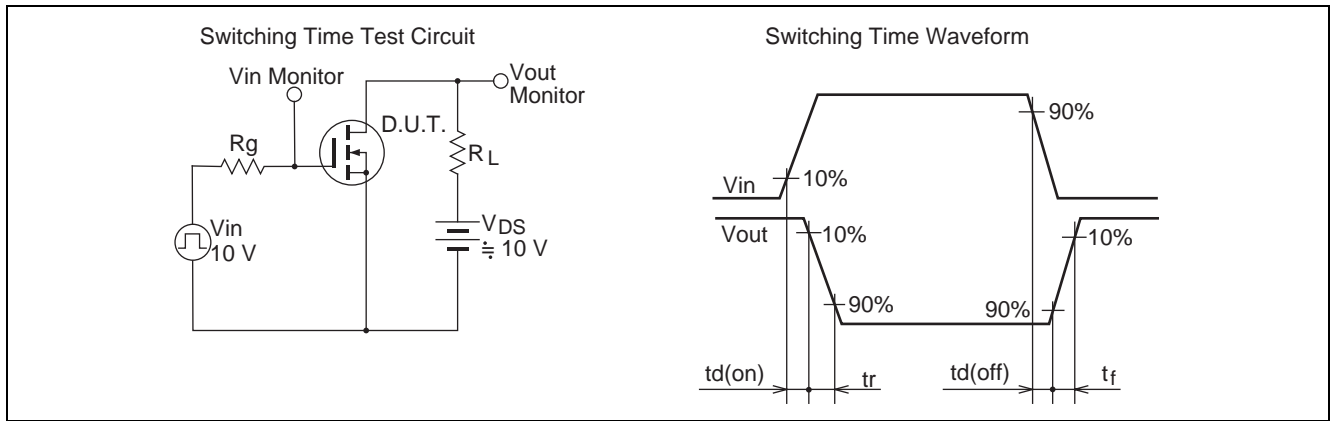 Switching Time Test Circuit
Vin Monitor
Vout
Monitor
D.U.T.
Rg
RL
Vin
10 V
VDS
≒ 10 V
Switching Time Waveform
90%
10%
Vin
Vout
10%
10%
90%
90%
td(on)
tr
td(off)
tf